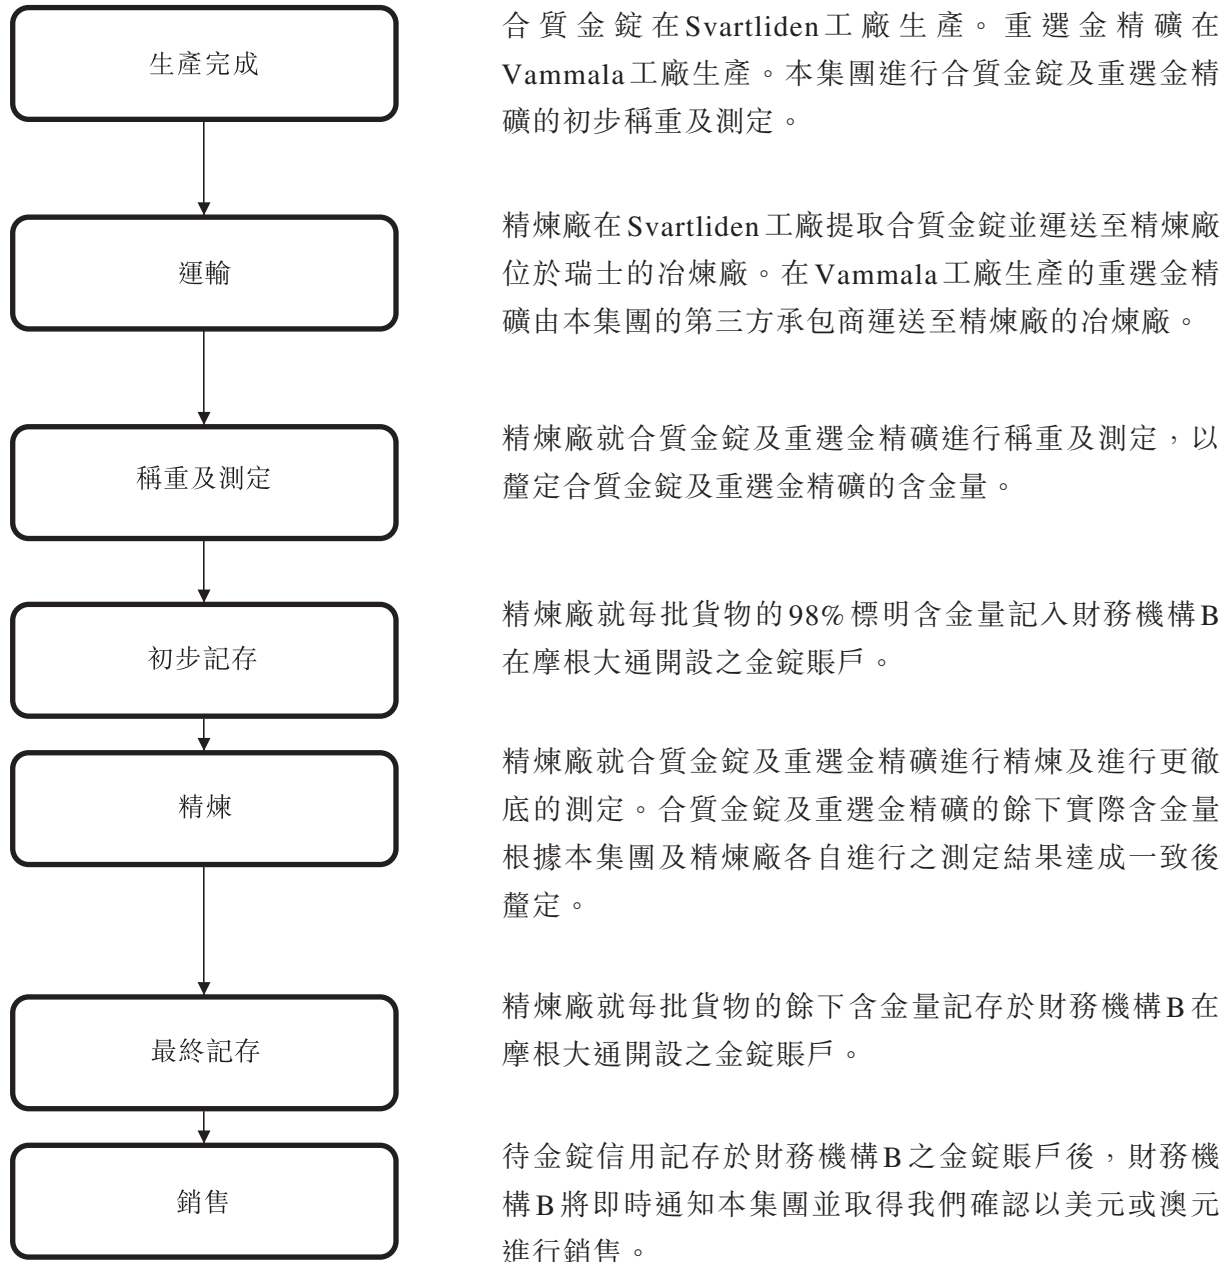 生產完成
合質金錠在Svartliden工廠生產。重選金精礦在
Vammala工廠生產。本集團進行合質金錠及重選金精
礦的初步稱重及測定。
運輸
精煉廠在Svartliden工廠提取合質金錠並運送至精煉廠
位於瑞士的冶煉廠。在Vammala工廠生產的重選金精
礦由本集團的第三方承包商運送至精煉廠的冶煉廠。
稱重及測定
精煉廠就合質金錠及重選金精礦進行稱重及測定，以
釐定合質金錠及重選金精礦的含金量。
初步記存
精煉廠就每批貨物的98%標明含金量記入財務機構B
在摩根大通開設之金錠賬戶。
精煉
精煉廠就合質金錠及重選金精礦進行精煉及進行更徹
底的測定。合質金錠及重選金精礦的餘下實際含金量
根據本集團及精煉廠各自進行之測定結果達成一致後
釐定。
最終記存
精煉廠就每批貨物的餘下含金量記存於財務機構B在
摩根大通開設之金錠賬戶。
銷售
待金錠信用記存於財務機構B之金錠賬戶後，財務機
構B將即時通知本集團並取得我們確認以美元或澳元
進行銷售。